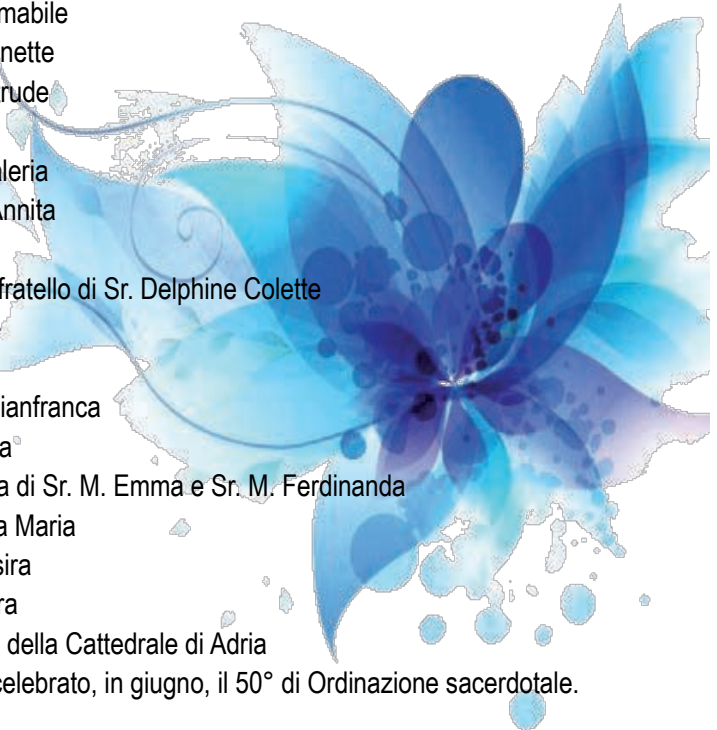 mabile
nette
rude
leria
Annita
fratello di Sr. Delphine Colette
ianfranca
a
a di Sr. M. Emma e Sr. M. Ferdinanda
a Maria
sira
ra
della Cattedrale di Adria
celebrato, in giugno, il 50° di Ordinazione sacerdotale.